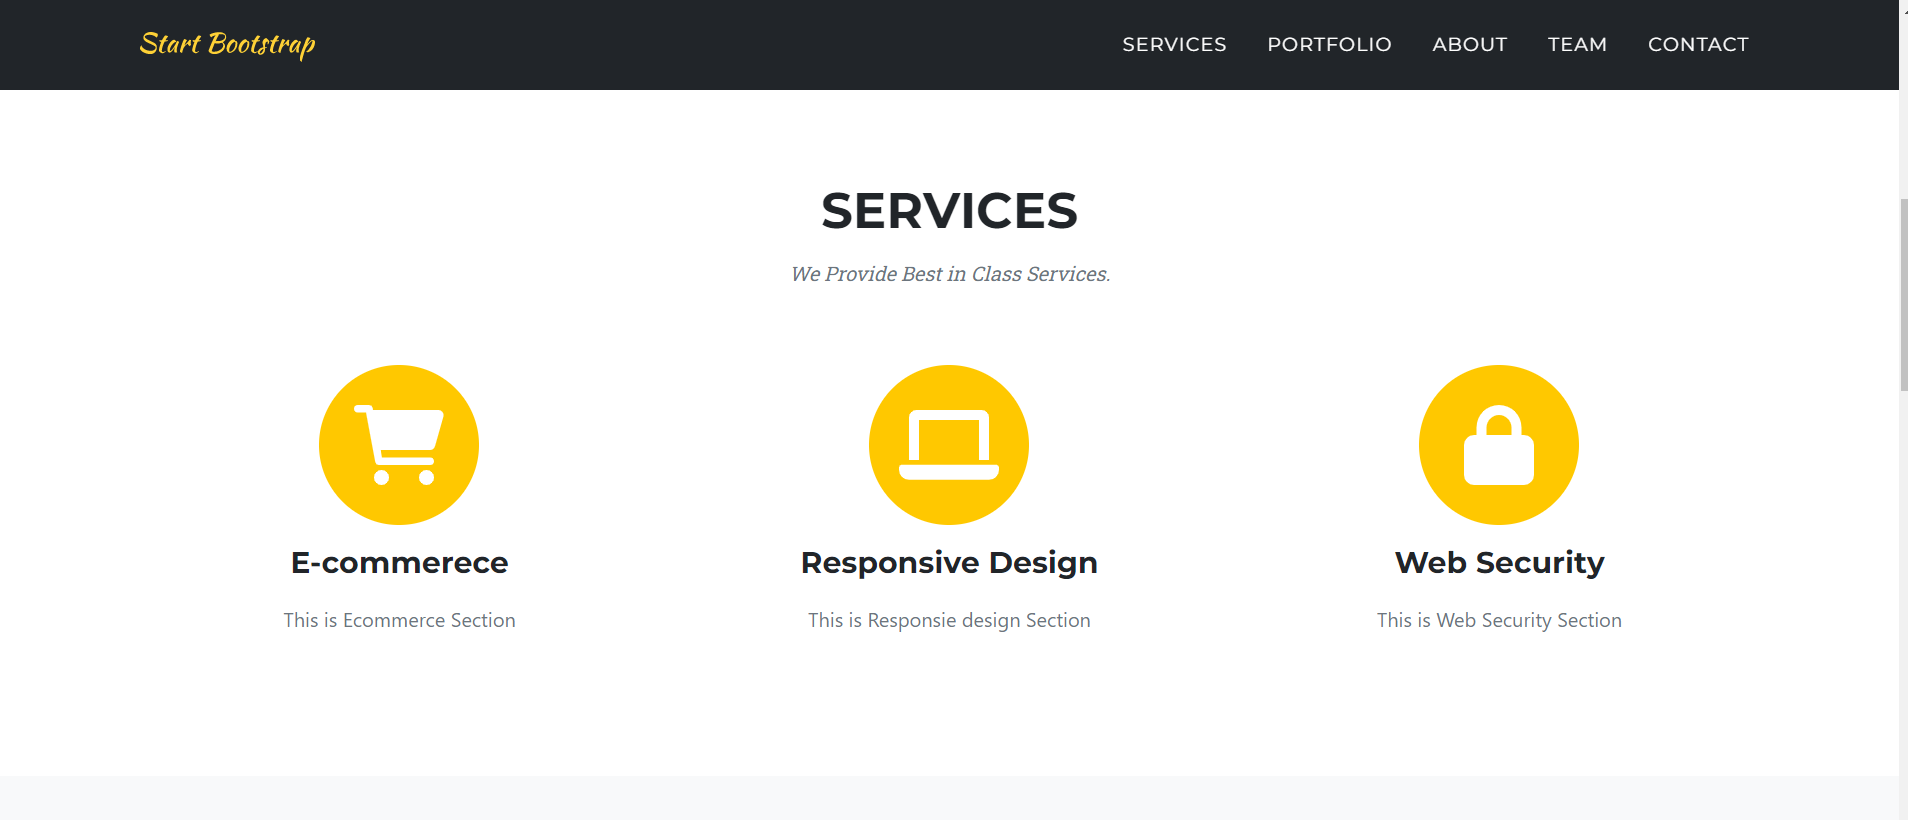 Start Bootstrap
SERVICES PORTFOLIO ABOUT TEAM CONTACT
SERVICES
We Provide Best in Class Services.
E-commerece
This is Ecommerce Section
Responsive Design
This is Responsie design Section
Web Security
This is Web Security Section